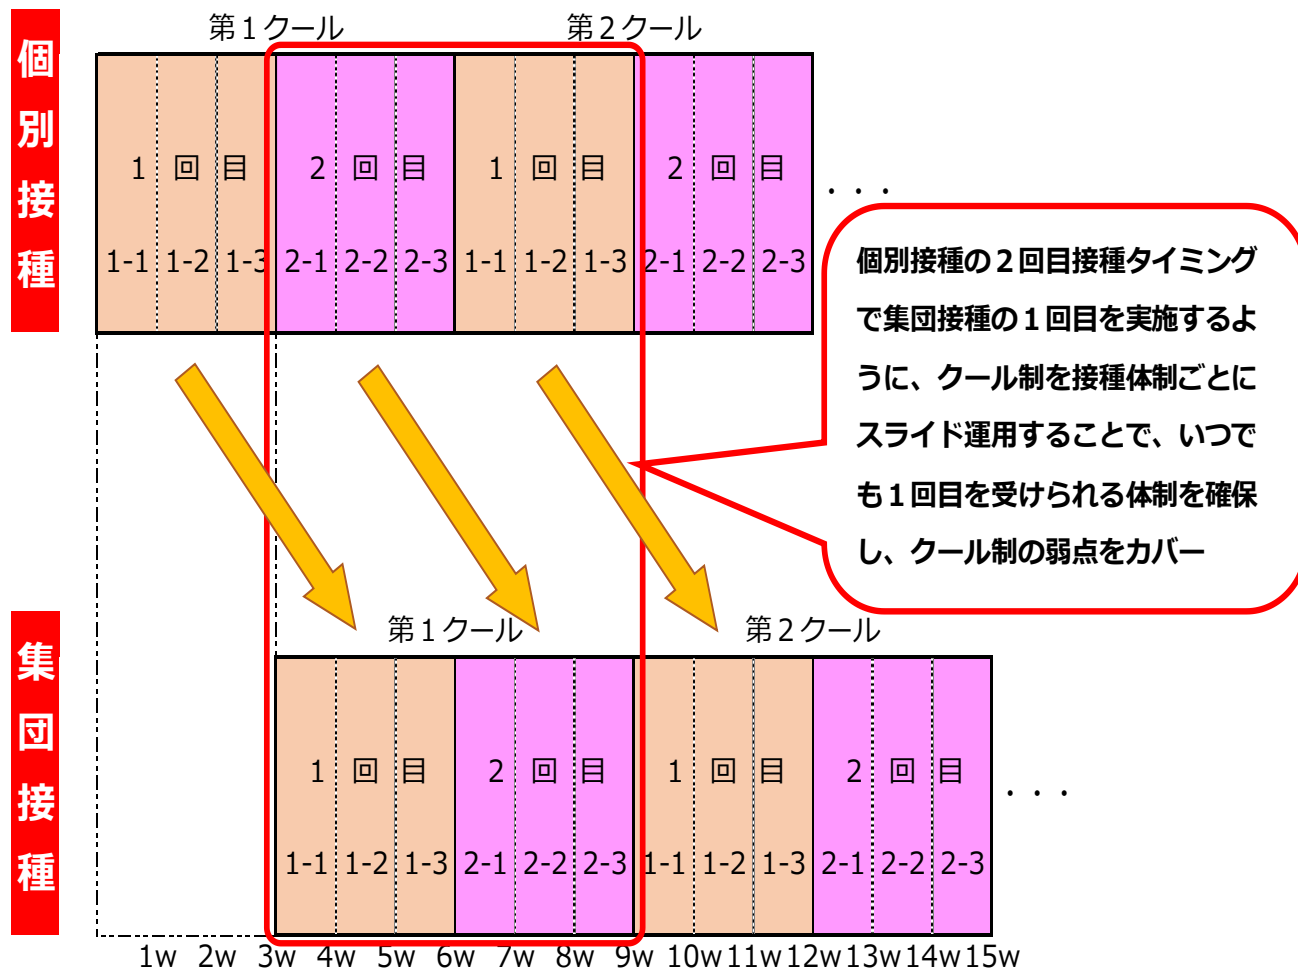 個別接種
第1クール 第2クール
1 回 目 2 回 目 1 回 目 2 回 目
1-1 1-2 1-3 2-1 2-2 2-3 1-1 1-2 1-3 2-1 2-2 2-3
・・・
個別接種の2回目接種タイミング
で集団接種の1回目を実施するよ
うに、クール制を接種体制ごとに
スライド運用することで、いつで
も1回目を受けられる体制を確保
し、クール制の弱点をカバー
集団接種
第1クール 第2クール
1 回 目 2 回 目 1 回 目 2 回 目
・・・
1-1 1-2 1-3 2-1 2-2 2-3 1-1 1-2 1-3 2-1 2-2 2-3
1w 2w 3w 4w 5w 6w 7w 8w 9w 10w 11w 12w 13w 14w 15w